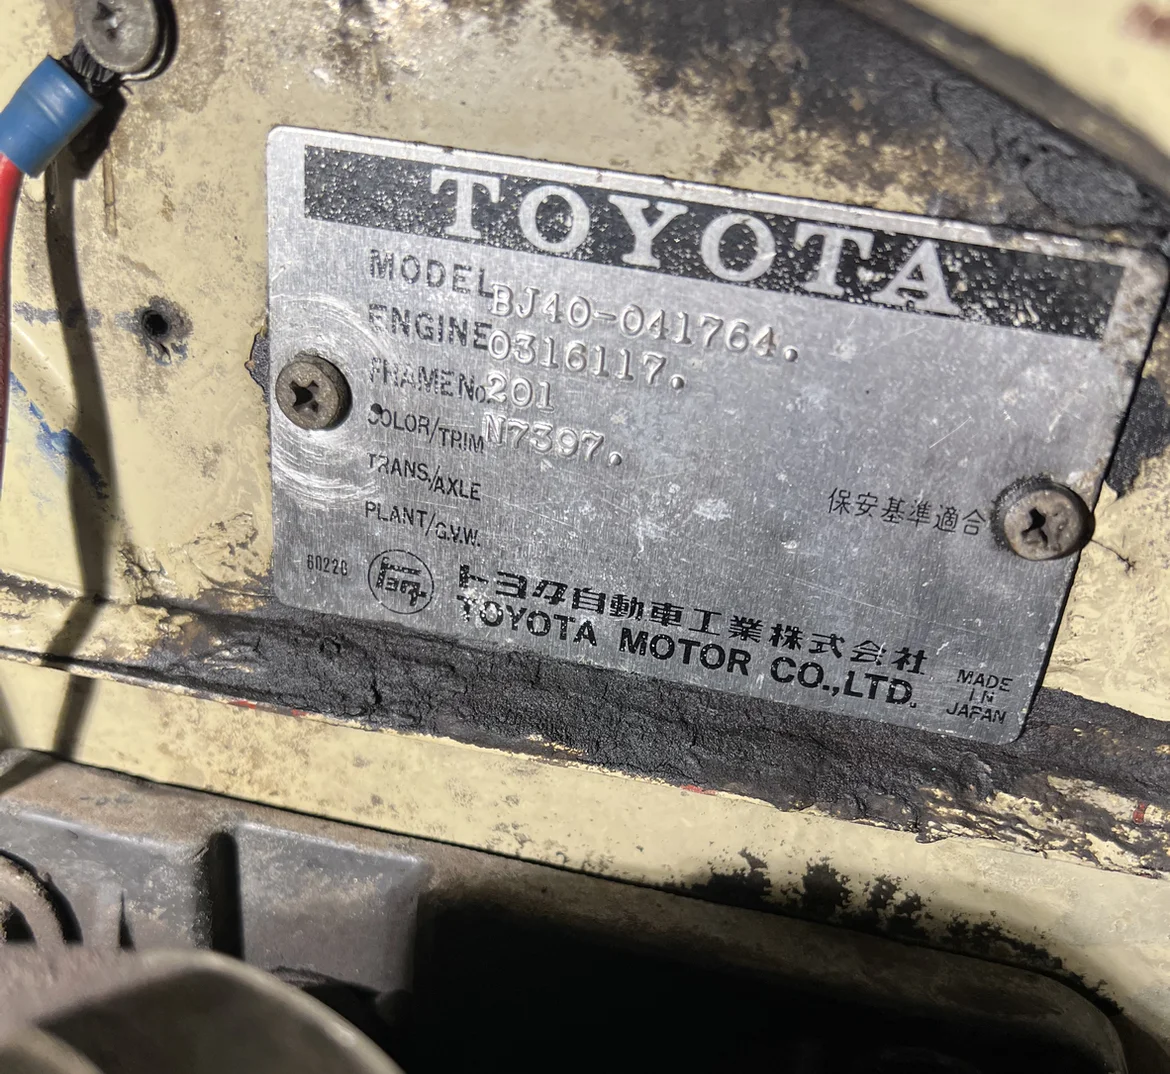 TOYOTA
MODEL BJ40-041764.
ENGINE 0316117.
FRAME No. 201
COLOR/TRIM N7397.
TRANS./AXLE
PLANT/G.V.W.
保安基準適合
トヨタ自動車工業株式会社
TOYOTA MOTOR CO.,LTD.
MADE IN JAPAN